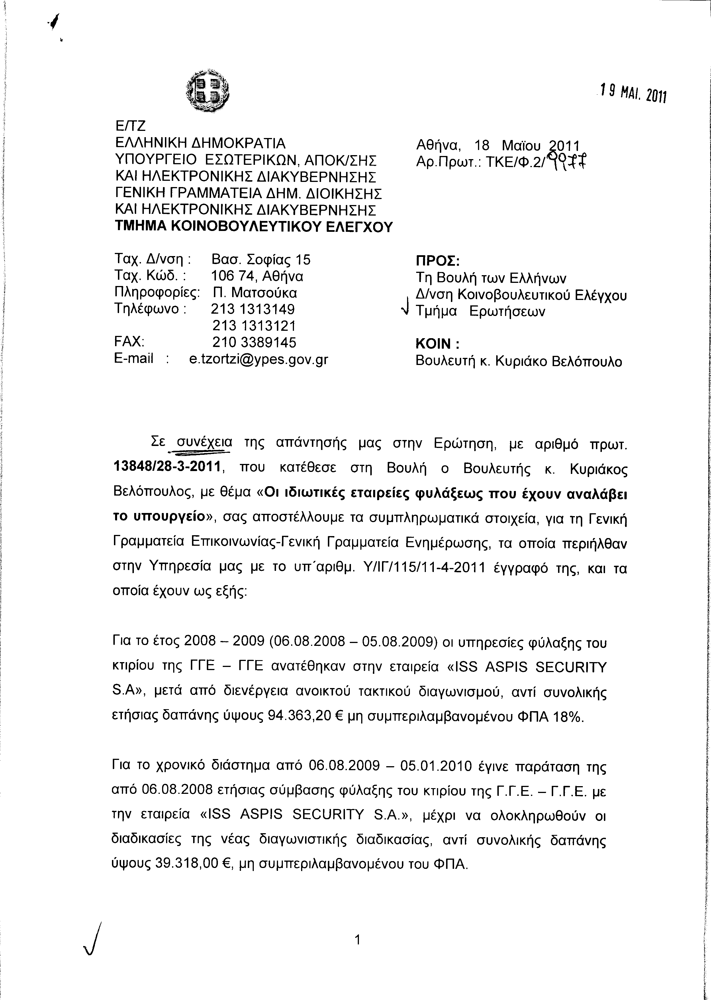 19 ΜΑΙ. 2011
Ε/ΤΖ
ΕΛΛΗΝΙΚΗ ΔΗΜΟΚΡΑΤΙΑ
ΥΠΟΥΡΓΕΙΟ ΕΣΩΤΕΡΙΚΩΝ, ΑΠΟΚ/ΣΗΣ
ΚΑΙ ΗΛΕΚΤΡΟΝΙΚΗΣ ΔΙΑΚΥΒΕΡΝΗΣΗΣ
ΓΕΝΙΚΗ ΓΡΑΜΜΑΤΕΙΑ ΔΗΜ. ΔΙΟΙΚΗΣΗΣ
ΚΑΙ ΗΛΕΚΤΡΟΝΙΚΗΣ ΔΙΑΚΥΒΕΡΝΗΣΗΣ
ΤΜΗΜΑ ΚΟΙΝΟΒΟΥΛΕΥΤΙΚΟΥ ΕΛΕΓΧΟΥ
Αθήνα, 18 Μαϊου 2011
Αρ.Πρωτ.: ΤΚΕ/Φ.2/9977
Ταχ. Δ/νση : Βασ. Σοφίας 15
Ταχ. Κώδ. : 106 74, Αθήνα
Πληροφορίες: Π. Ματσούκα
Τηλέφωνο : 213 1313149
213 1313121
FAX: 210 3389145
E-mail : e.tzortzi@ypes.gov.gr
ΠΡΟΣ:
Τη Βουλή των Ελλήνων
Δ/νση Κοινοβουλευτικού Ελέγχου
Τμήμα Ερωτήσεων
ΚΟΙΝ :
Βουλευτή κ. Κυριάκο Βελόπουλο
Σε συνέχεια της απάντησής μας στην Ερώτηση, με αριθμό πρωτ.
13848/28-3-2011, που κατέθεσε στη Βουλή ο Βουλευτής κ. Κυριάκος
Βελόπουλος, με θέμα «Οι ιδιωτικές εταιρείες φυλάξεως που έχουν αναλάβει
το υπουργείο», σας αποστέλλουμε τα συμπληρωματικά στοιχεία, για τη Γενική
Γραμματεία Επικοινωνίας-Γενική Γραμματεία Ενημέρωσης, τα οποία περιήλθαν
στην Υπηρεσία μας με το υπ΄αριθμ. Υ/ΙΓ/115/11-4-2011 έγγραφό της, και τα
οποία έχουν ως εξής:
Για το έτος 2008 – 2009 (06.08.2008 – 05.08.2009) οι υπηρεσίες φύλαξης του
κτιρίου της ΓΓΕ – ΓΓΕ ανατέθηκαν στην εταιρεία «ISS ASPIS SECURITY
S.A», μετά από διενέργεια ανοικτού τακτικού διαγωνισμού, αντί συνολικής
ετήσιας δαπάνης ύψους 94.363,20 € μη συμπεριλαμβανομένου ΦΠΑ 18%.
Για το χρονικό διάστημα από 06.08.2009 – 05.01.2010 έγινε παράταση της
από 06.08.2008 ετήσιας σύμβασης φύλαξης του κτιρίου της Γ.Γ.Ε. – Γ.Γ.Ε. με
την εταιρεία «ISS ASPIS SECURITY S.A.», μέχρι να ολοκληρωθούν οι
διαδικασίες της νέας διαγωνιστικής διαδικασίας, αντί συνολικής δαπάνης
ύψους 39.318,00 €, μη συμπεριλαμβανομένου του ΦΠΑ.
1